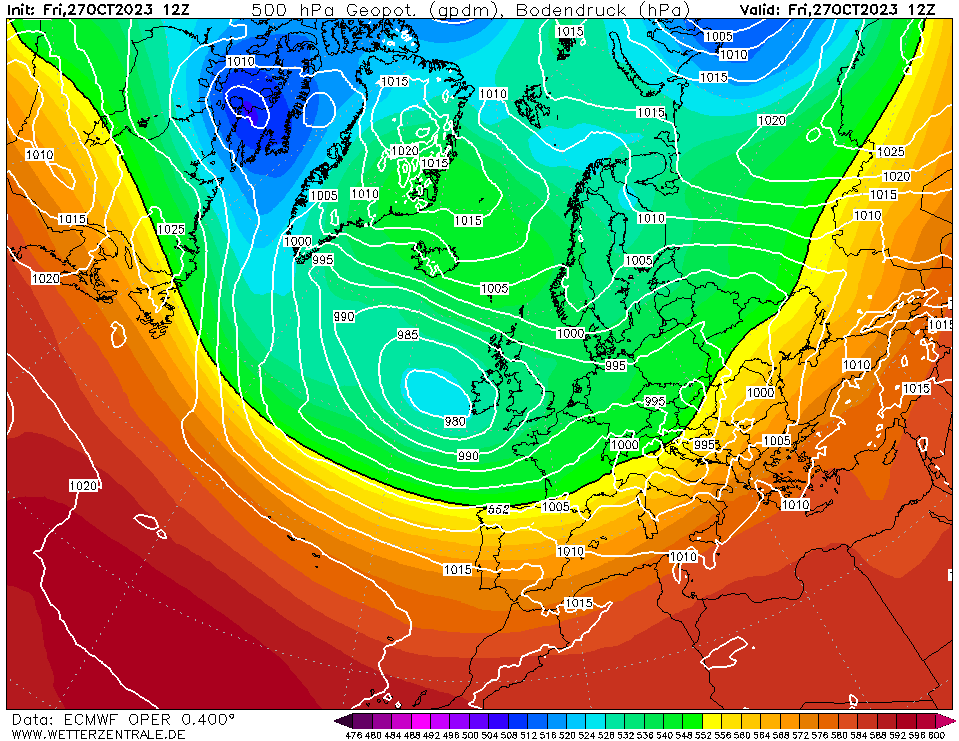 Init: Fri,27OCT2023 12Z 500 hPa Geopot. (gpdm), Bodendruck (hPa) Valid: Fri,27OCT2023 12Z
1015 1005
1010 1010
1015 1015
1010 1015
1020
1010 1020 1015 1025
1005 1010 1020
1015
1015 1025 1015 1010 1010
1000
1020 995 1005
1005
990 985 1000 1015
995 1010
1000 1015
980 995
1000 995 1005
990
1020 552 1005 1010
1010 1010
1015
1015
Data: ECMWF OPER 0.400°
WWW.WETTERZENTRALE.DE
476 480 484 488 492 496 500 504 508 512 516 520 524 528 532 536 540 544 548 552 556 560 564 568 572 576 580 584 588 592 596 600